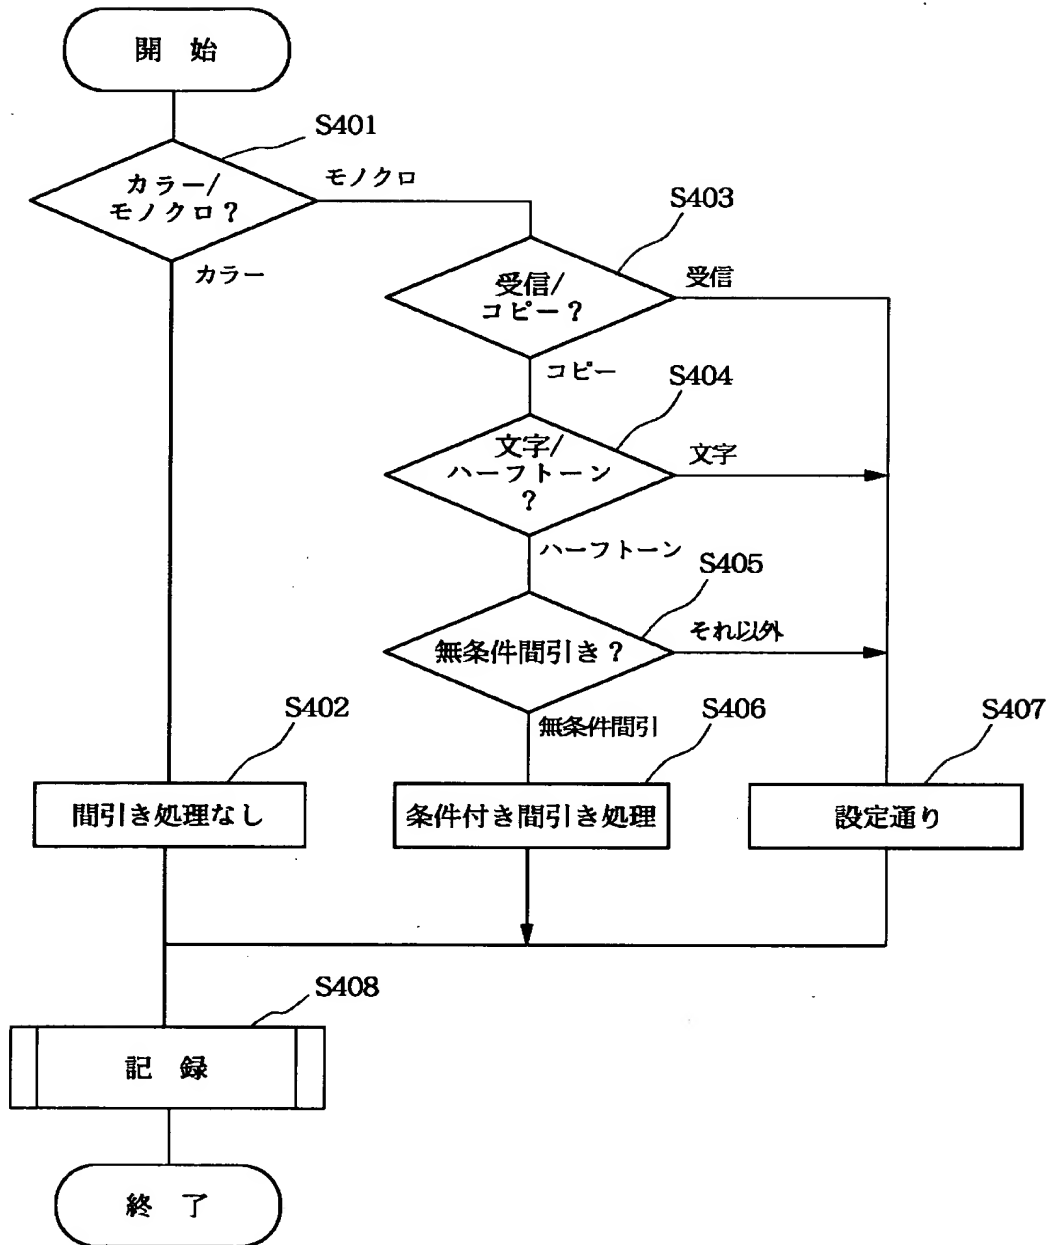 開 始
S401
カラー/
モノクロ？
モノクロ
カラー
S403
受信/
コピー？
受信
コピー
S404
文字/
ハーフトーン
？
文字
ハーフトーン
S405
無条件間引き？
それ以外
無条件間引
S402
間引き処理なし
S406
条件付き間引き処理
S407
設定通り
S408
記 録
終 了